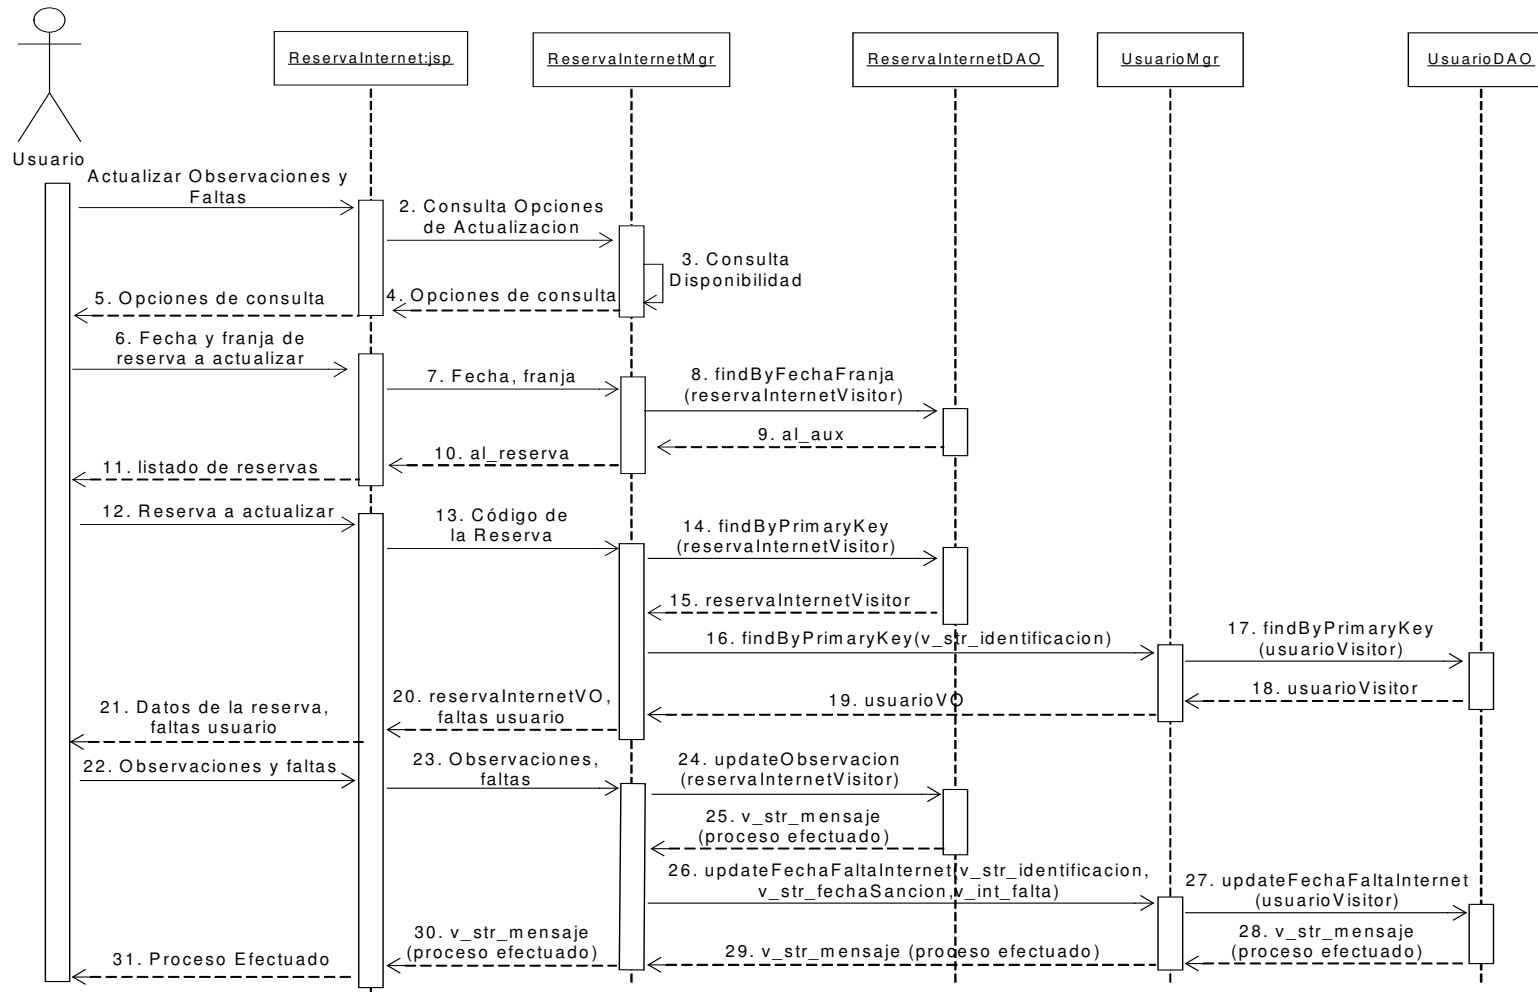 ReservaInternet:jsp
ReservaInternetMgr
ReservaInternetDAO
UsuarioMgr
UsuarioDAO
Usuario
Actualizar Observaciones y
Faltas
2. Consulta Opciones
de Actualizacion
3. Consulta
Disponibilidad
4. Opciones de consulta
5. Opciones de consulta
6. Fecha y franja de
reserva a actualizar
7. Fecha, franja
8. findByFechaFranja
(reservaInternetVisitor)
9. al_aux
10. al_reserva
11. listado de reservas
12. Reserva a actualizar
13. Código de
la Reserva
14. findByPrimaryKey
(reservaInternetVisitor)
15. reservaInternetVisitor
16. findByPrimaryKey(v_str_identificacion)
17. findByPrimaryKey
(usuarioVisitor)
18. usuarioVisitor
19. usuarioVO
20. reservaInternetVO,
faltas usuario
21. Datos de la reserva,
faltas usuario
22. Observaciones y faltas
23. Observaciones,
faltas
24. updateObservacion
(reservaInternetVisitor)
25. v_str_mensaje
(proceso efectuado)
26. updateFechaFaltaInternet(v_str_identificacion,
v_str_fechaSancion,v_int_falta)
27. updateFechaFaltaInternet
(usuarioVisitor)
28. v_str_mensaje
(proceso efectuado)
29. v_str_mensaje (proceso efectuado)
30. v_str_mensaje
(proceso efectuado)
31. Proceso Efectuado